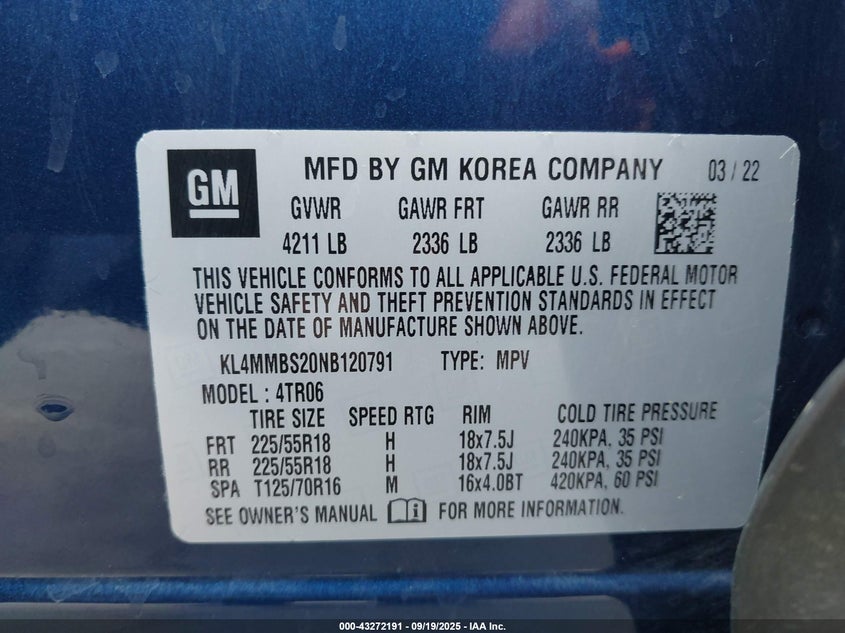 GM
MFD BY GM KOREA COMPANY 03 / 22
GVWR GAWR FRT GAWR RR
4211 LB 2336 LB 2336 LB
THIS VEHICLE CONFORMS TO ALL APPLICABLE U.S. FEDERAL MOTOR
VEHICLE SAFETY AND THEFT PREVENTION STANDARDS IN EFFECT
ON THE DATE OF MANUFACTURE SHOWN ABOVE.
KL4MMBS20NB120791 TYPE: MPV
MODEL : 4TR06
TIRE SIZE SPEED RTG RIM COLD TIRE PRESSURE
FRT 225/55R18 H 18x7.5J 240KPA, 35 PSI
RR 225/55R18 H 18x7.5J 240KPA, 35 PSI
SPA T125/70R16 M 16x4.0BT 420KPA, 60 PSI
SEE OWNER'S MANUAL FOR MORE INFORMATION.
000-43272191 - 09/19/2025 - IAA Inc.